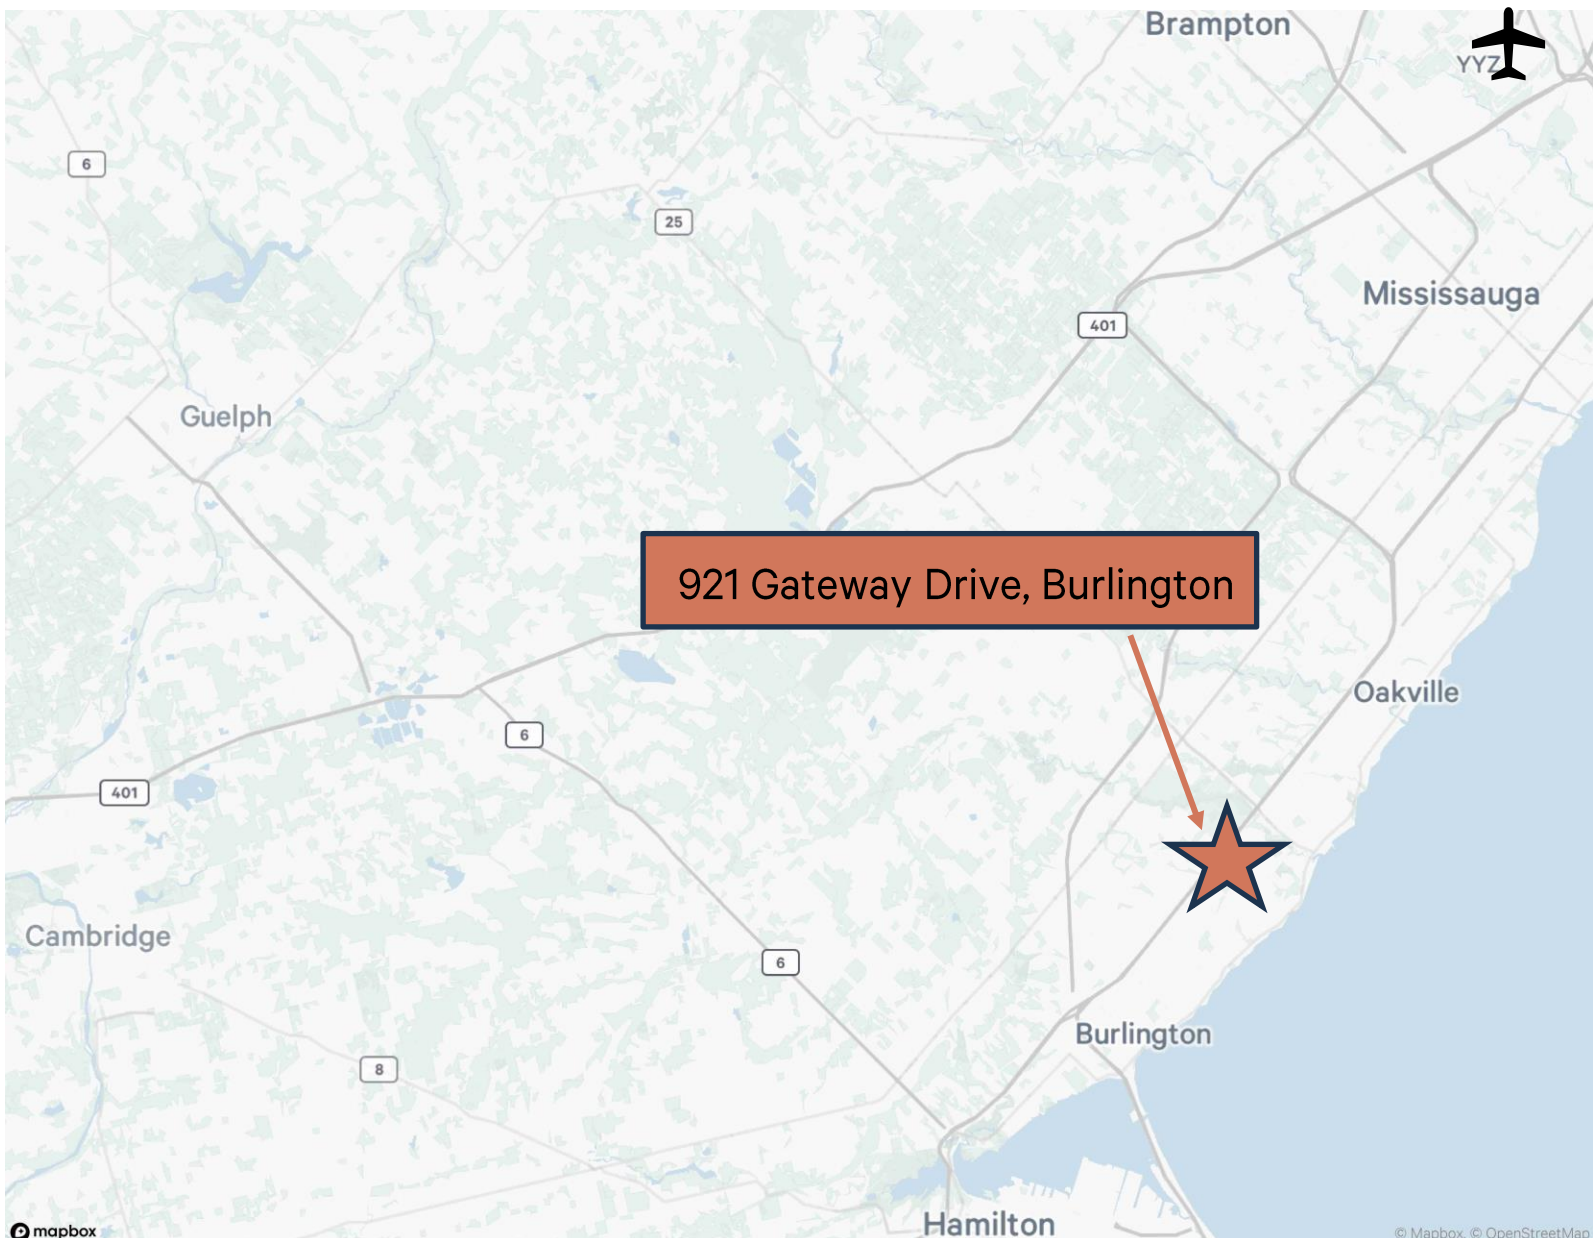 Brampton
YYZ
6
25
Mississauga
401
Guelph
921 Gateway Drive, Burlington
Oakville
6
401
Cambridge
6
Burlington
8
Hamilton
mapbox
© Mapbox, © OpenStreetMap